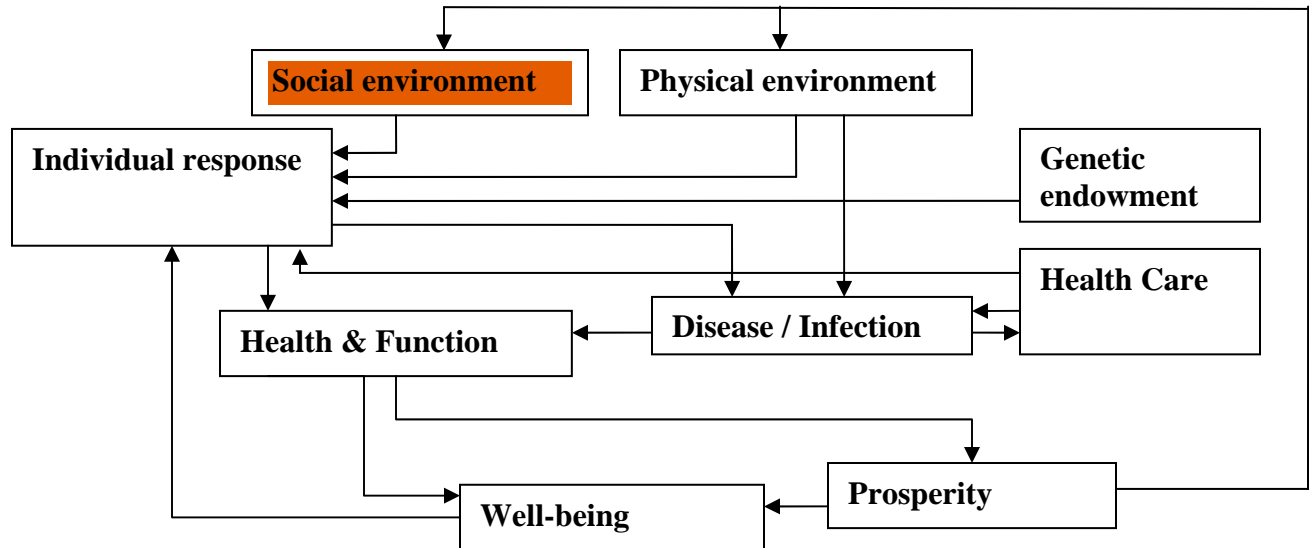 Social environment
Physical environment
Individual response
Genetic
endowment
Health Care
Disease / Infection
Health & Function
Prosperity
Well-being